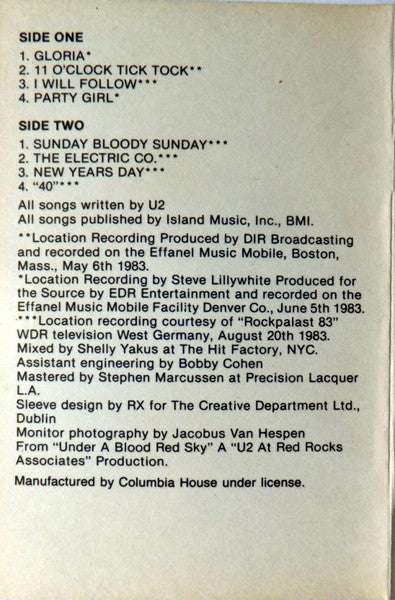 SIDE ONE
1. GLORIA*
2. 11 O'CLOCK TICK TOCK**
3. I WILL FOLLOW***
4. PARTY GIRL*
SIDE TWO
1. SUNDAY BLOODY SUNDAY***
2. THE ELECTRIC CO.***
3. NEW YEARS DAY***
4. "40"***
All songs written by U2
All songs published by Island Music, Inc., BMI.
**Location Recording Produced by DIR Broadcasting
and recorded on the Effanel Music Mobile, Boston,
Mass., May 6th 1983.
*Location Recording by Steve Lillywhite Produced for
the Source by EDR Entertainment and recorded on the
Effanel Music Mobile Facility Denver Co., June 5th 1983.
***Location recording courtesy of "Rockpalast 83"
WDR television West Germany, August 20th 1983.
Mixed by Shelly Yakus at The Hit Factory, NYC.
Assistant engineering by Bobby Cohen
Mastered by Stephen Marcussen at Precision Lacquer
L.A.
Sleeve design by RX for The Creative Department Ltd.,
Dublin
Monitor photography by Jacobus Van Hespen
From "Under A Blood Red Sky" A "U2 At Red Rocks
Associates" Production.
Manufactured by Columbia House under license.